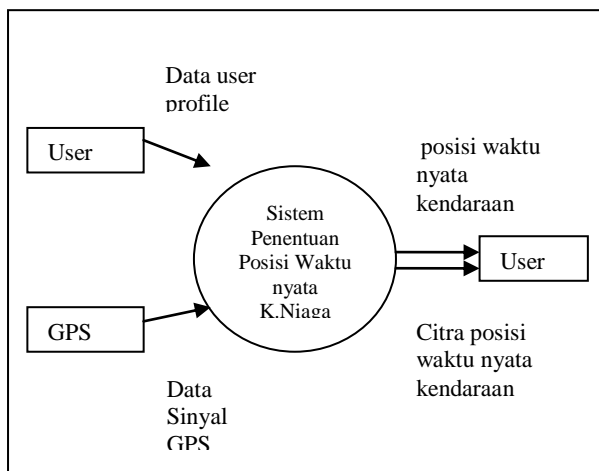 Data user
profile
User
posisi waktu
nyata
kendaraan
Sistem
Penentuan
Posisi Waktu
nyata
K.Niaga
User
GPS
Citra posisi
waktu nyata
kendaraan
Data
Sinyal
GPS